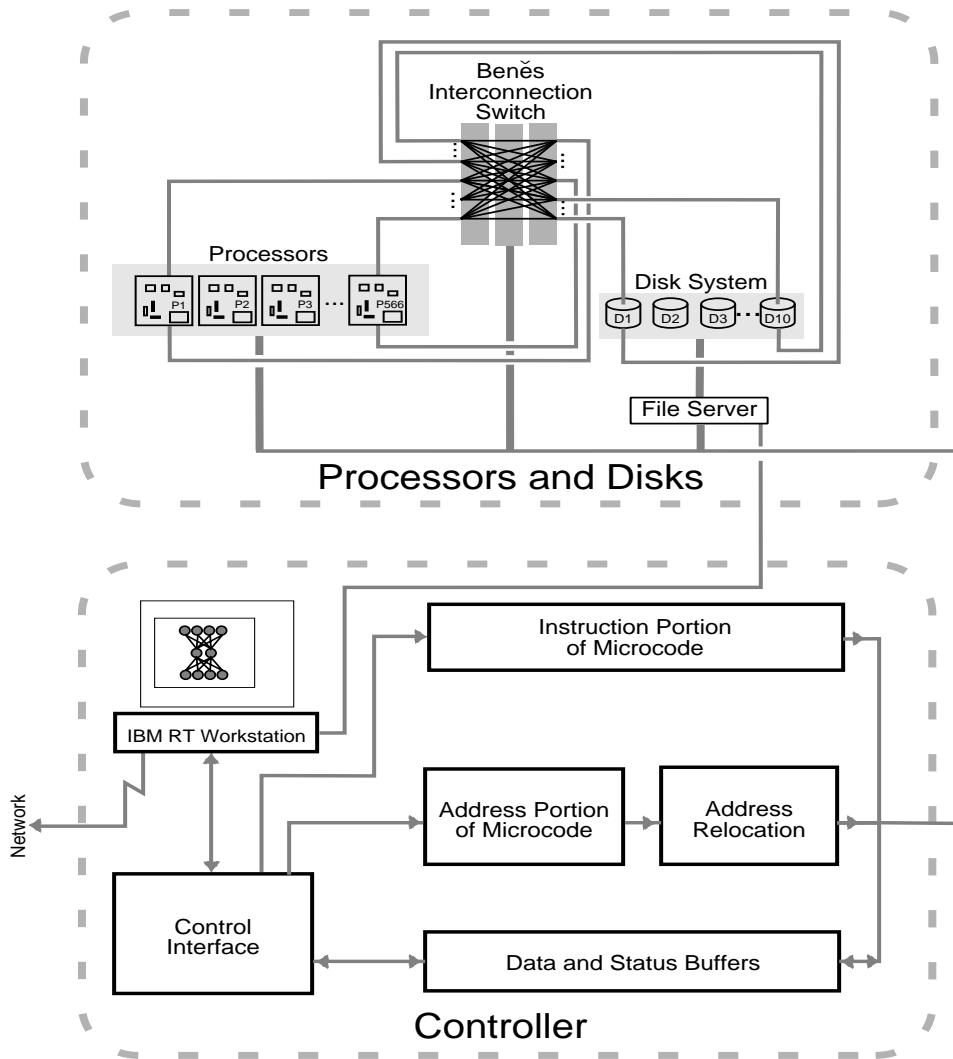 Beněs
Interconnection
Switch
Processors
P1
P2
P3
P566
Disk System
D1
D2
D3
D10
File Server
Processors and Disks
Instruction Portion
of Microcode
IBM RT Workstation
Address Portion
of Microcode
Address
Relocation
Network
Control
Interface
Data and Status Buffers
Controller